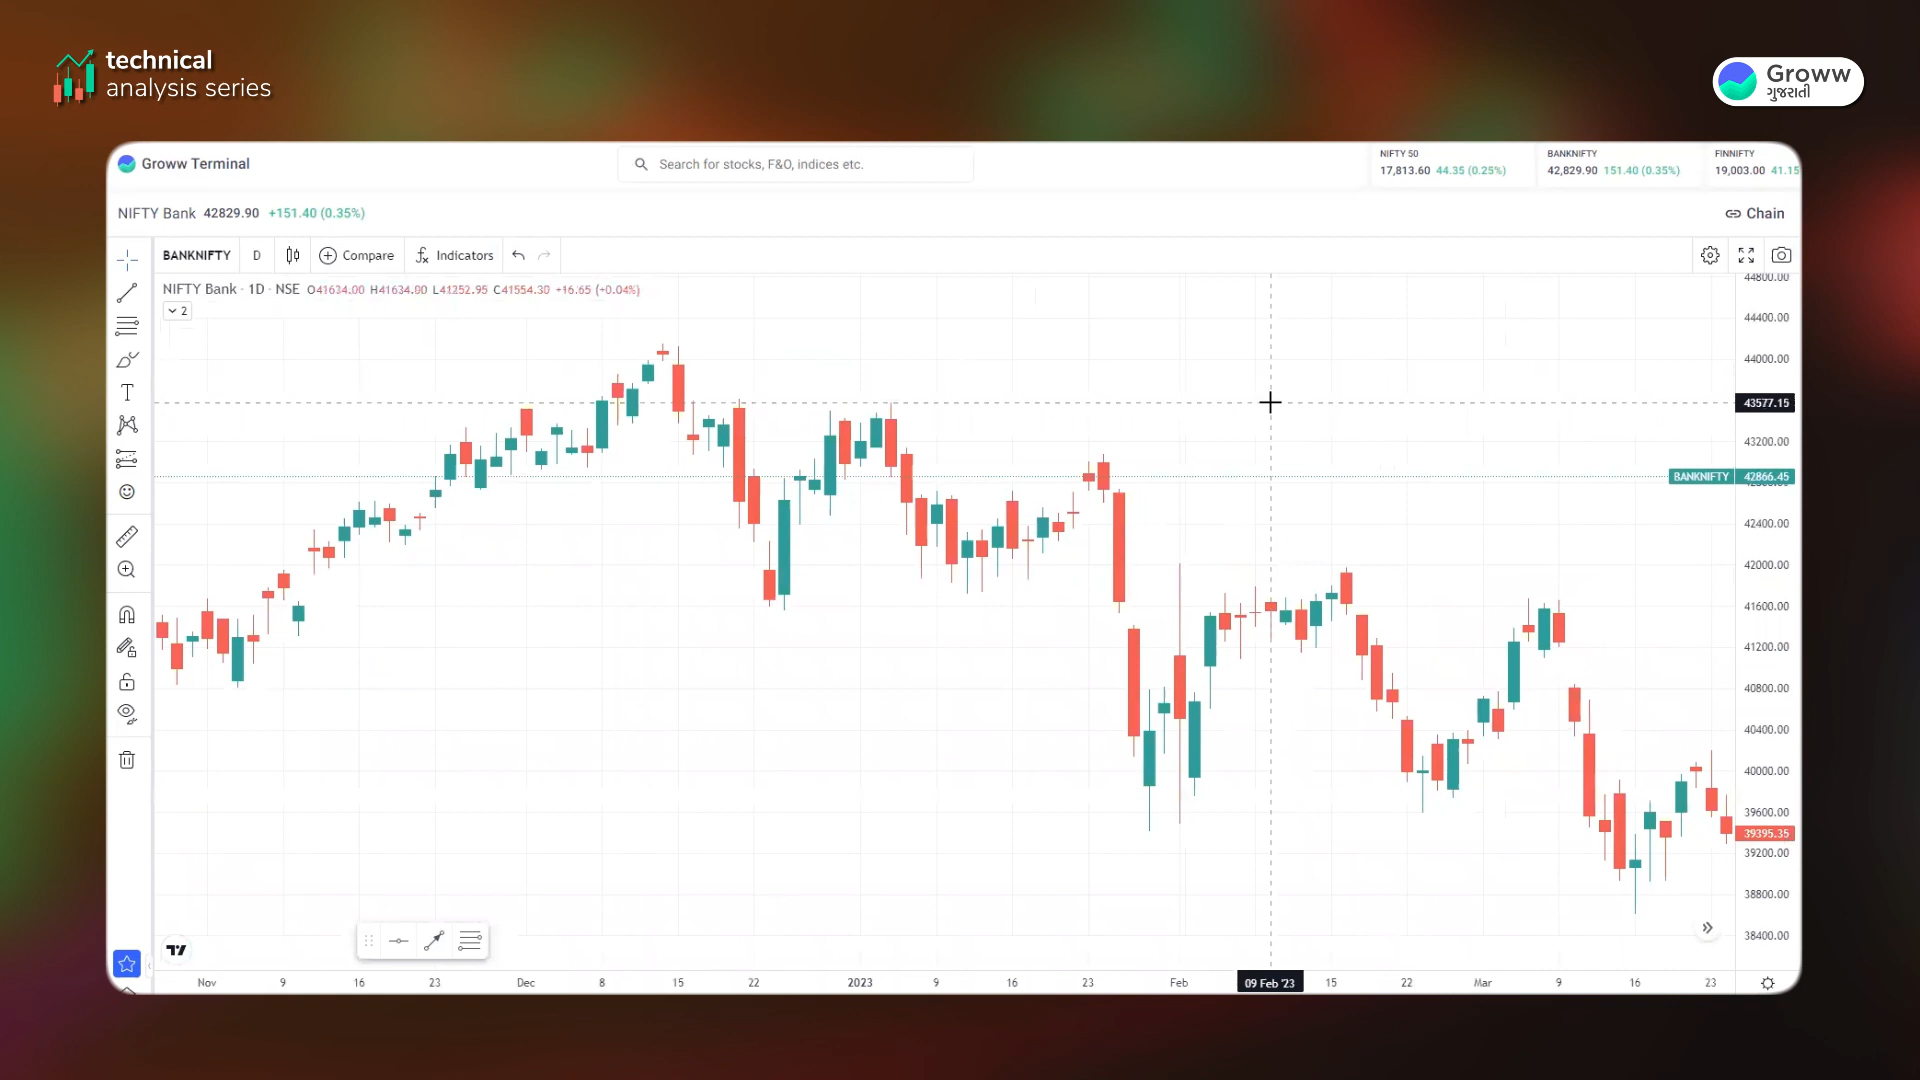 technical
analysis series
Groww
ગુજરાતી
Groww Terminal
Search for stocks, F&O, indices etc.
NIFTY 50
17,813.60 44.35 (0.25%)
BANKNIFTY
42,829.90 151.40 (0.35%)
FINNIFTY
19,003.00 41.15
NIFTY Bank 42829.90 +151.40 (0.35%)
Chain
BANKNIFTY D Compare Indicators
NIFTY Bank · 1D · NSE O41634.00 H41634.00 L41252.95 C41554.30 +16.65 (+0.04%)
2
44800.00
44400.00
44000.00
43577.15
43200.00
BANKNIFTY 42866.45
42400.00
42000.00
41600.00
41200.00
40800.00
40400.00
40000.00
39600.00
39395.35
39200.00
38800.00
38400.00
Nov 9 16 23 Dec 8 15 22 2023 9 16 23 Feb 09 Feb '23 15 22 Mar 9 16 23